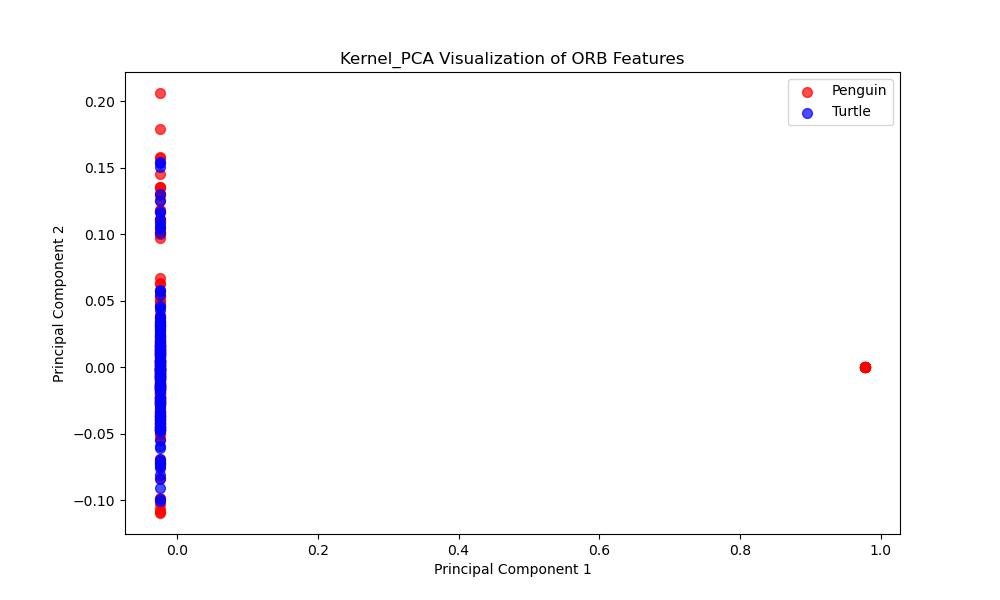 Kernel_PCA Visualization of ORB Features
Penguin
Turtle
0.20
0.15
0.10
0.05
0.00
−0.05
−0.10
Principal Component 2
0.0 0.2 0.4 0.6 0.8 1.0
Principal Component 1